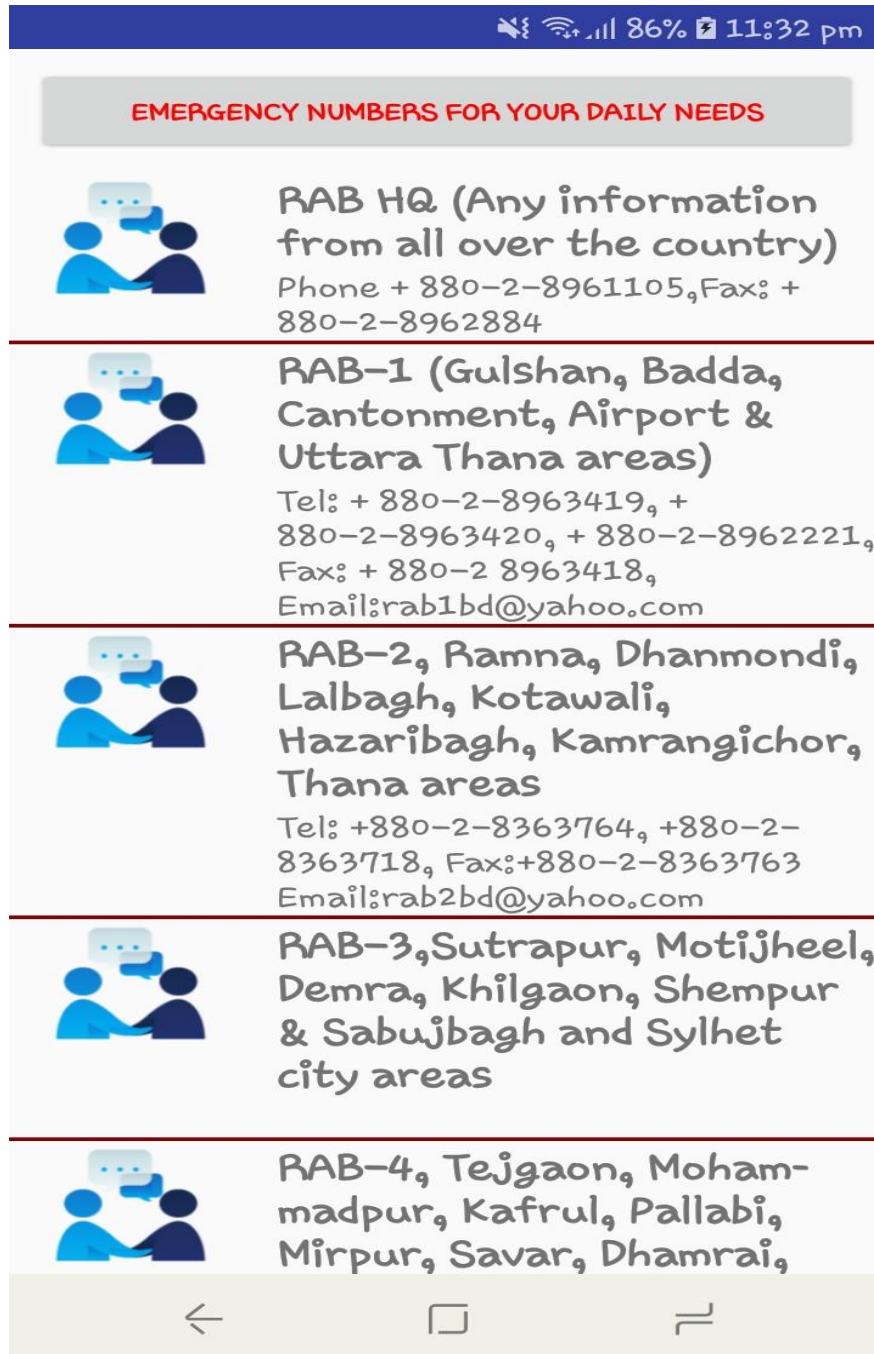 86% 11:32 pm
EMERGENCY NUMBERS FOR YOUR DAILY NEEDS
RAB HQ (Any information
from all over the country)
Phone + 880-2-8961105,Fax: +
880-2-8962884
RAB-1 (Gulshan, Badda,
Cantonment, Airport &
Uttara Thana areas)
Tel: + 880-2-8963419, +
880-2-8963420, + 880-2-8962221,
Fax: + 880-2 8963418,
Email:rab1bd@yahoo.com
RAB-2, Ramna, Dhanmondi,
Lalbagh, Kotawali,
Hazaribagh, Kamrangichor,
Thana areas
Tel: +880-2-8363764, +880-2-
8363718, Fax:+880-2-8363763
Email:rab2bd@yahoo.com
RAB-3,Sutrapur, Motijheel,
Demra, Khilgaon, Shempur
& Sabujbagh and Sylhet
city areas
RAB-4, Tejgaon, Moham-
madpur, Kafrul, Pallabi,
Mirpur, Savar, Dhamrai,